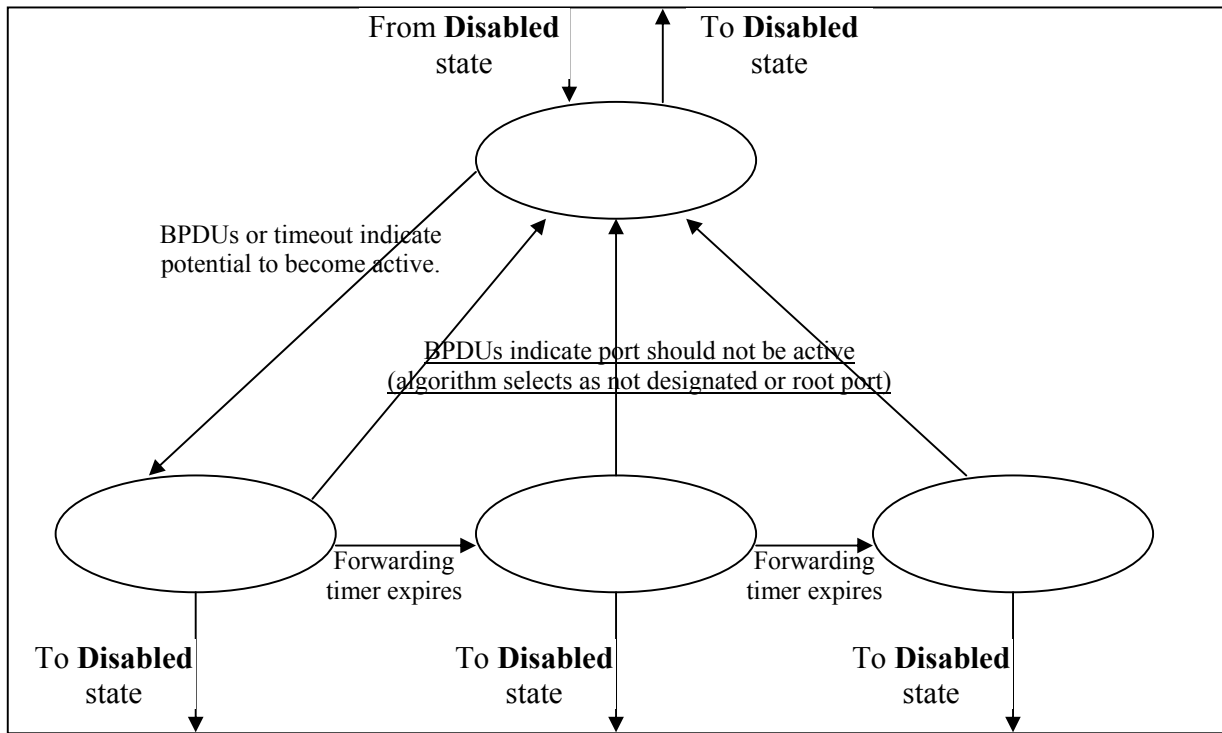 From Disabled
state
To Disabled
state
BPDUs or timeout indicate
potential to become active.
BPDUs indicate port should not be active
(algorithm selects as not designated or root port)
Forwarding
timer expires
Forwarding
timer expires
To Disabled
state
To Disabled
state
To Disabled
state